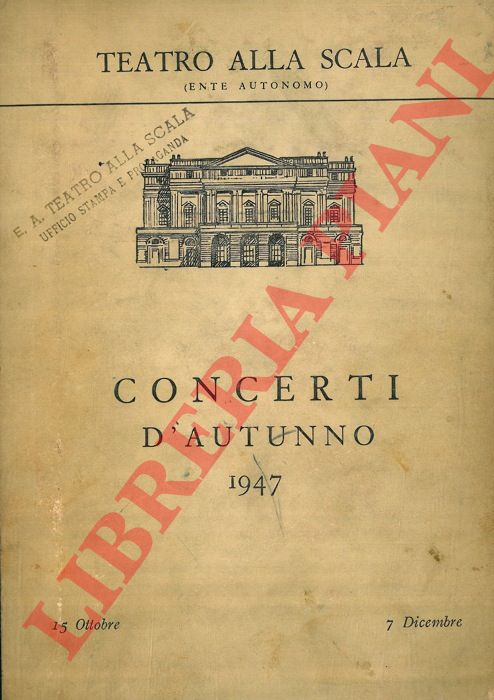 TEATRO ALLA SCALA
(ENTE AUTONOMO)
E. A. TEATRO ALLA SCALA
UFFICIO STAMPA E PROPAGANDA
CONCERTI
D'AUTUNNO
1947
15 Ottobre
7 Dicembre
LIBRERIA PIANI